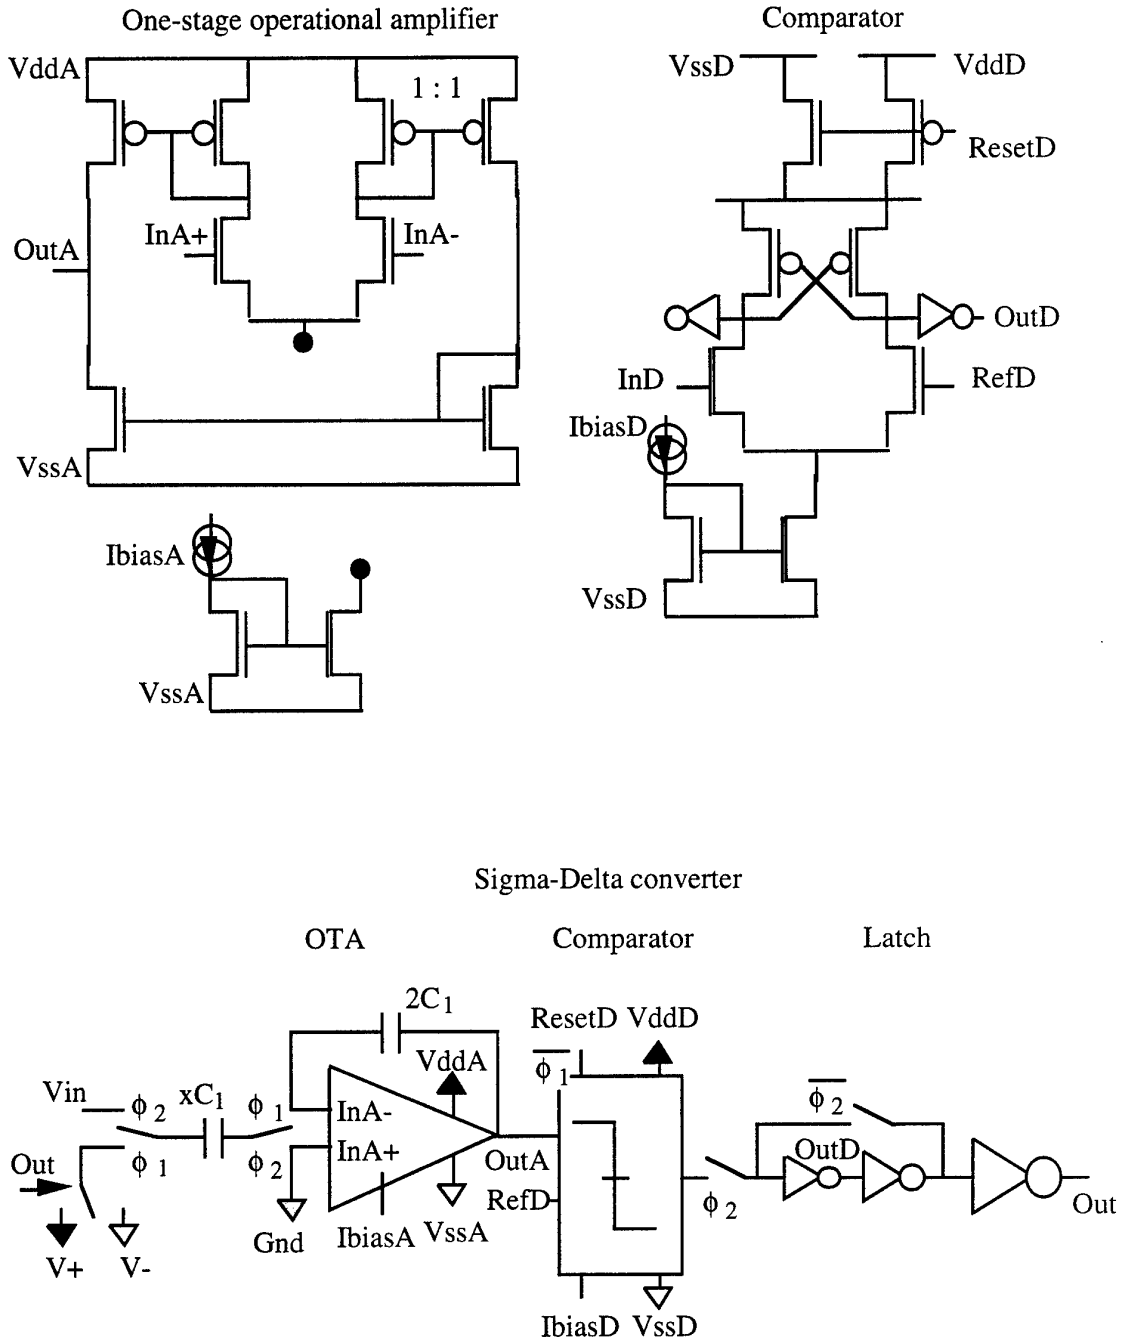 One-stage operational amplifier
VddA
1 : 1
InA+
InA-
OutA
VssA
IbiasA
VssA
Comparator
VssD
VddD
ResetD
OutD
InD
RefD
IbiasD
VssD
Sigma-Delta converter
OTA
Comparator
Latch
2C1
ResetD VddD
VddA
ϕ1
Vin
ϕ2
xC1
ϕ1
ϕ2
InA-
InA+
OutD
Out
ϕ1
ϕ2
OutA
RefD
ϕ2
Out
Gnd
IbiasA
VssA
V+
V-
IbiasD VssD